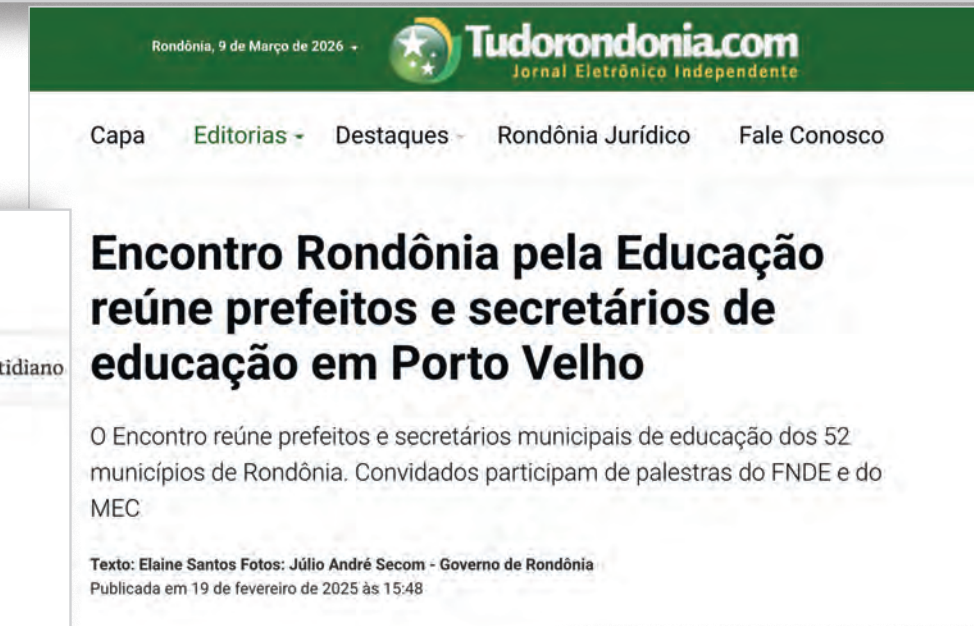 Rondônia, 9 de Março de 2026
Tudorondonia.com
Jornal Eletrônico Independente
Capa Editorias Destaques Rondônia Jurídico Fale Conosco
Encontro Rondônia pela Educação
reúne prefeitos e secretários de
educação em Porto Velho
tidiano
O Encontro reúne prefeitos e secretários municipais de educação dos 52
municípios de Rondônia. Convidados participam de palestras do FNDE e do
MEC
Texto: Elaine Santos Fotos: Júlio André Secom - Governo de Rondônia
Publicada em 19 de fevereiro de 2025 às 15:48